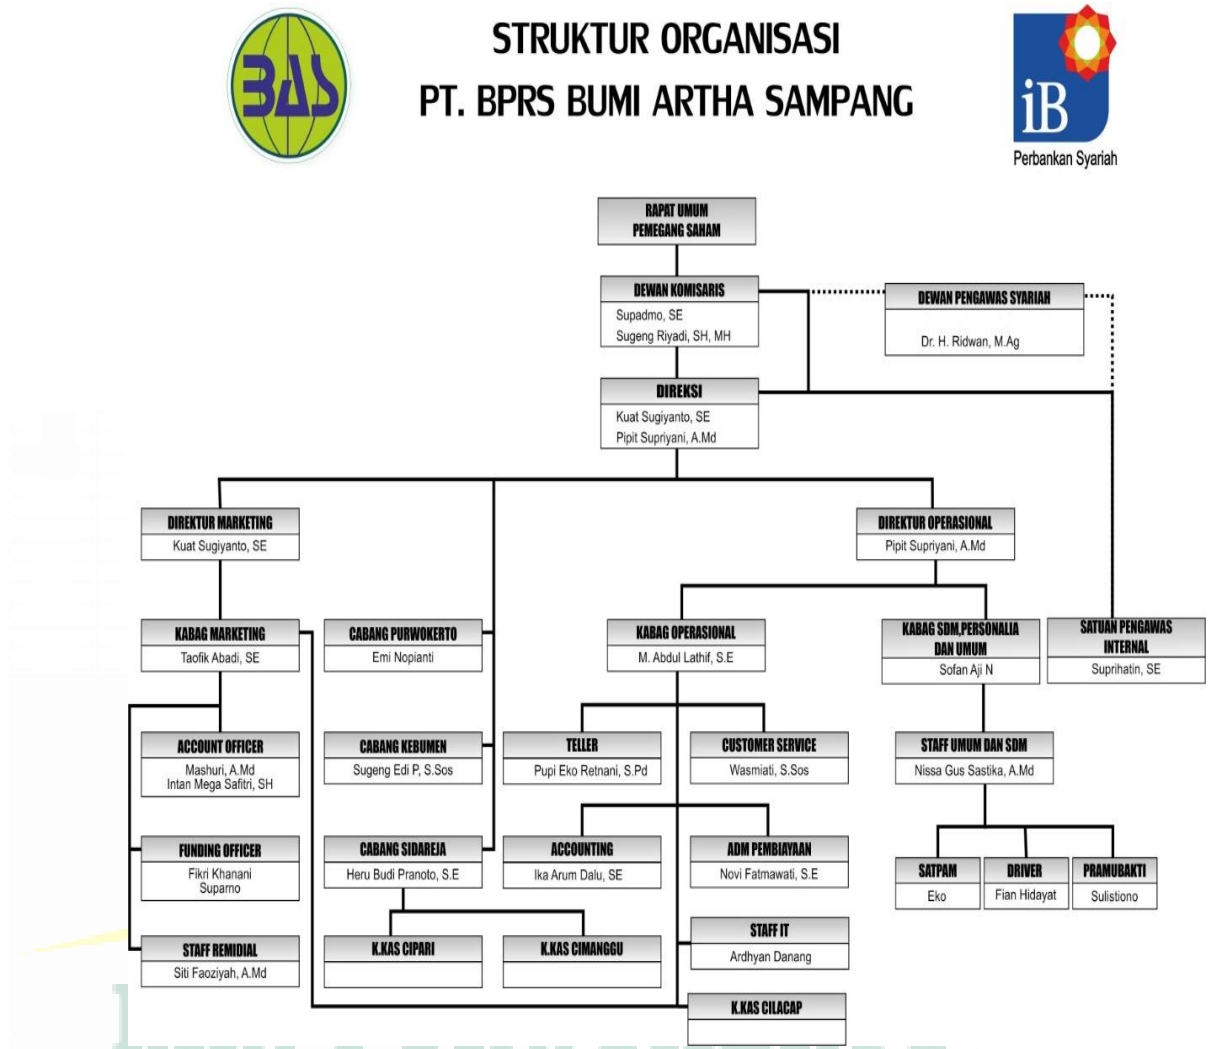 BAS
STRUKTUR ORGANISASI
PT. BPRS BUMI ARTHA SAMPANG
iB
Perbankan Syariah
RAPAT UMUM
PEMEGANG SAHAM
DEWAN KOMISARIS
Supadmo, SE
Sugeng Riyadi, SH, MH
DEWAN PENGAWAS SYARIAH
Dr. H. Ridwan, M.Ag
DIREKSI
Kuat Sugiyanto, SE
Pipit Supriyani, A.Md
DIREKTUR MARKETING
Kuat Sugiyanto, SE
DIREKTUR OPERASIONAL
Pipit Supriyani, A.Md
KABAG MARKETING
Taofik Abadi, SE
CABANG PURWOKERTO
Emi Nopianti
KABAG OPERASIONAL
M. Abdul Lathif, S.E
KABAG SDM,PERSONALIA
DAN UMUM
Sofan Aji N
SATUAN PENGAWAS
INTERNAL
Suprihatin, SE
ACCOUNT OFFICER
Mashuri, A.Md
Intan Mega Safitri, SH
CABANG KEBUMEN
Sugeng Edi P, S.Sos
TELLER
Pupi Eko Retnani, S.Pd
CUSTOMER SERVICE
Wasmiati, S.Sos
STAFF UMUM DAN SDM
Nissa Gus Sastika, A.Md
FUNDING OFFICER
Fikri Khanani
Suparno
CABANG SIDAREJA
Heru Budi Pranoto, S.E
ACCOUNTING
Ika Arum Dalu, SE
ADM PEMBIAYAAN
Novi Fatmawati, S.E
SATPAM
Eko
DRIVER
Fian Hidayat
PRAMUBAKTI
Sulistiono
STAFF REMIDIAL
Siti Faoziyah, A.Md
K.KAS CIPARI
K.KAS CIMANGGU
STAFF IT
Ardhyan Danang
K.KAS CILACAP